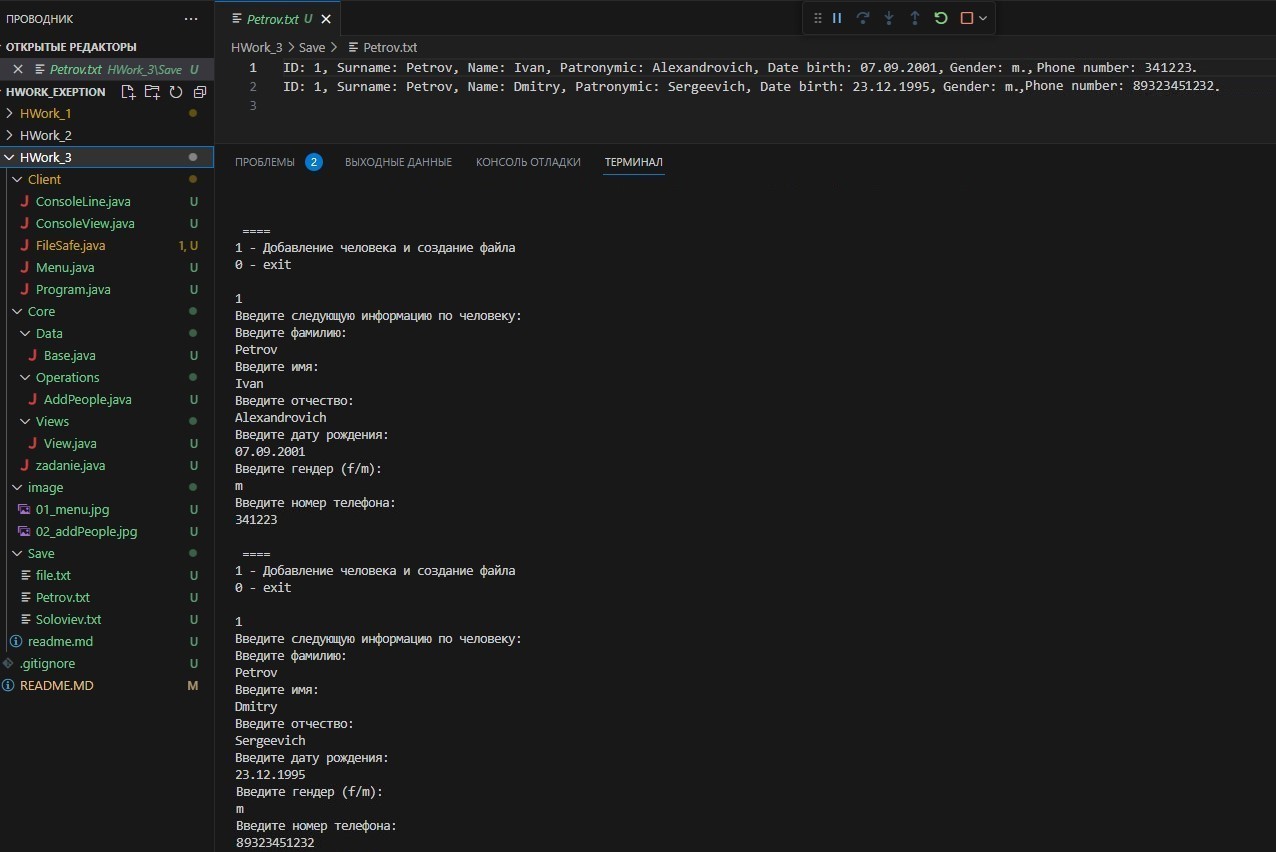 ПРОВОДНИК
ОТКРЫТЫЕ РЕДАКТОРЫ
Petrov.txt HWork_3\Save U
HWORK_EXEPTION
HWork_1
HWork_2
HWork_3
Client
ConsoleLine.java U
ConsoleView.java U
FileSafe.java 1, U
Menu.java U
Program.java U
Core
Data
Base.java U
Operations
AddPeople.java U
Views
View.java U
zadanie.java U
image
01_menu.jpg U
02_addPeople.jpg U
Save
file.txt U
Petrov.txt U
Soloviev.txt U
readme.md U
.gitignore U
README.MD M
Petrov.txt U
HWork_3 > Save > Petrov.txt
1 ID: 1, Surname: Petrov, Name: Ivan, Patronymic: Alexandrovich, Date birth: 07.09.2001, Gender: m.,Phone number: 341223.
2 ID: 1, Surname: Petrov, Name: Dmitry, Patronymic: Sergeevich, Date birth: 23.12.1995, Gender: m.,Phone number: 89323451232.
3
ПРОБЛЕМЫ 2 ВЫХОДНЫЕ ДАННЫЕ КОНСОЛЬ ОТЛАДКИ ТЕРМИНАЛ
====
1 - Добавление человека и создание файла
0 - exit
1
Введите следующую информацию по человеку:
Введите фамилию:
Petrov
Введите имя:
Ivan
Введите отчество:
Alexandrovich
Введите дату рождения:
07.09.2001
Введите гендер (f/m):
m
Введите номер телефона:
341223
====
1 - Добавление человека и создание файла
0 - exit
1
Введите следующую информацию по человеку:
Введите фамилию:
Petrov
Введите имя:
Dmitry
Введите отчество:
Sergeevich
Введите дату рождения:
23.12.1995
Введите гендер (f/m):
m
Введите номер телефона:
89323451232